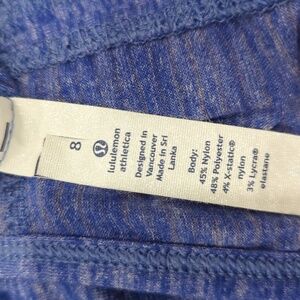 8
lululemon
athletica
Designed in
Vancouver
Made in Sri
Lanka
Body:
45% Nylon
48% Polyester
4% X-static®
nylon
3% Lycra®
elastane